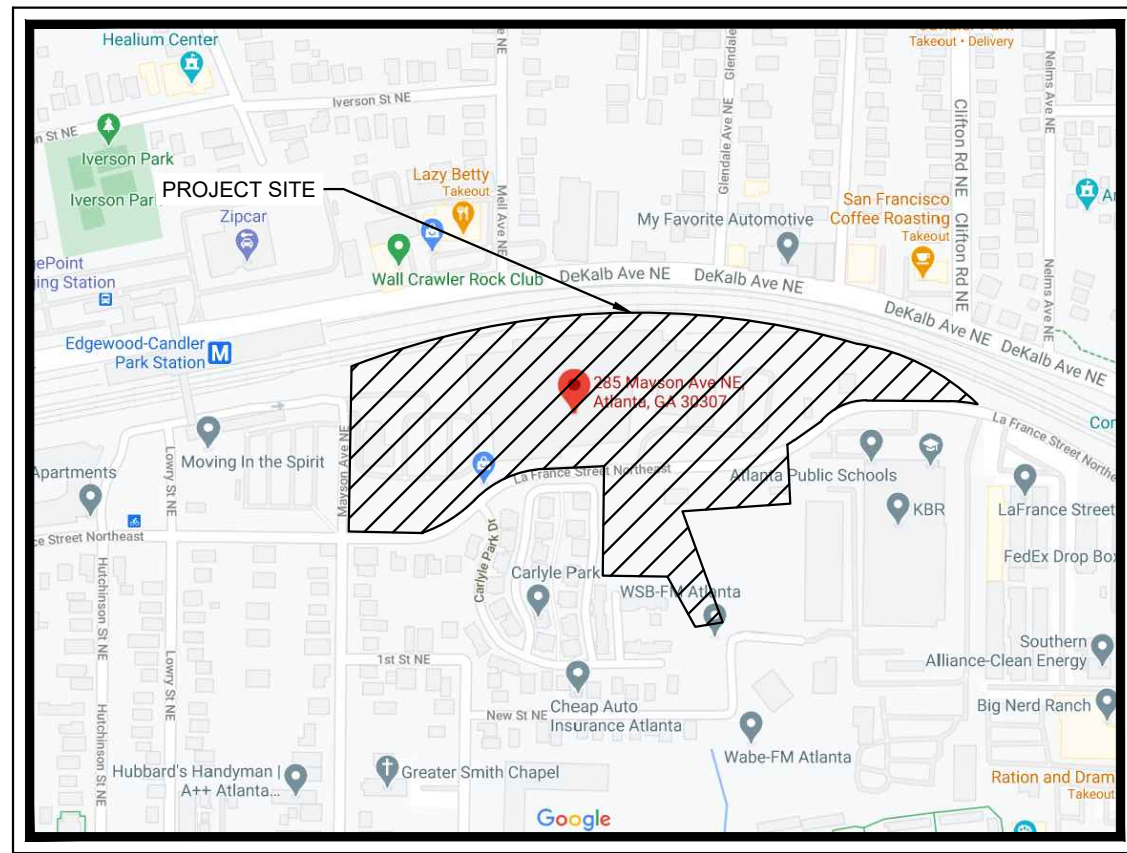 Healium Center
Takeout • Delivery
Iverson St NE
n St NE
Iverson Park
Iverson Par
PROJECT SITE
Zipcar
Lazy Betty
Takeout
Mell Ave NE
Glendale Ave NE
Glendale
Nelms Ave NE
Clifton Rd NE
Clifton Rd NE
San Francisco
Coffee Roasting
Takeout
My Favorite Automotive
Wall Crawler Rock Club
DeKalb Ave NE
DeKalb Ave NE
DeKalb Ave NE
DeKalb Ave NE
Nelms Ave NE
gePoint
ing Station
Edgewood-Candler
Park Station
M
285 Mayson Ave NE,
Atlanta, GA 30307
La France Street Northe
Cor
Moving In the Spirit
Apartments
Lowry St NE
Mayson Ave NE
La France Street Northeast
Atlanta Public Schools
KBR
LaFrance Street
FedEx Drop Box
ce Street Northeast
Hutchinson St NE
Carlyle Park Dr
Carlyle Park
WSB-FM Atlanta
1st St NE
Lowry St NE
Southern
Alliance-Clean Energy
Hutchinson St NE
New St NE
Cheap Auto
Insurance Atlanta
Big Nerd Ranch
Wabe-FM Atlanta
Hubbard's Handyman |
A++ Atlanta...
Greater Smith Chapel
Ration and Dram
Takeout
Google